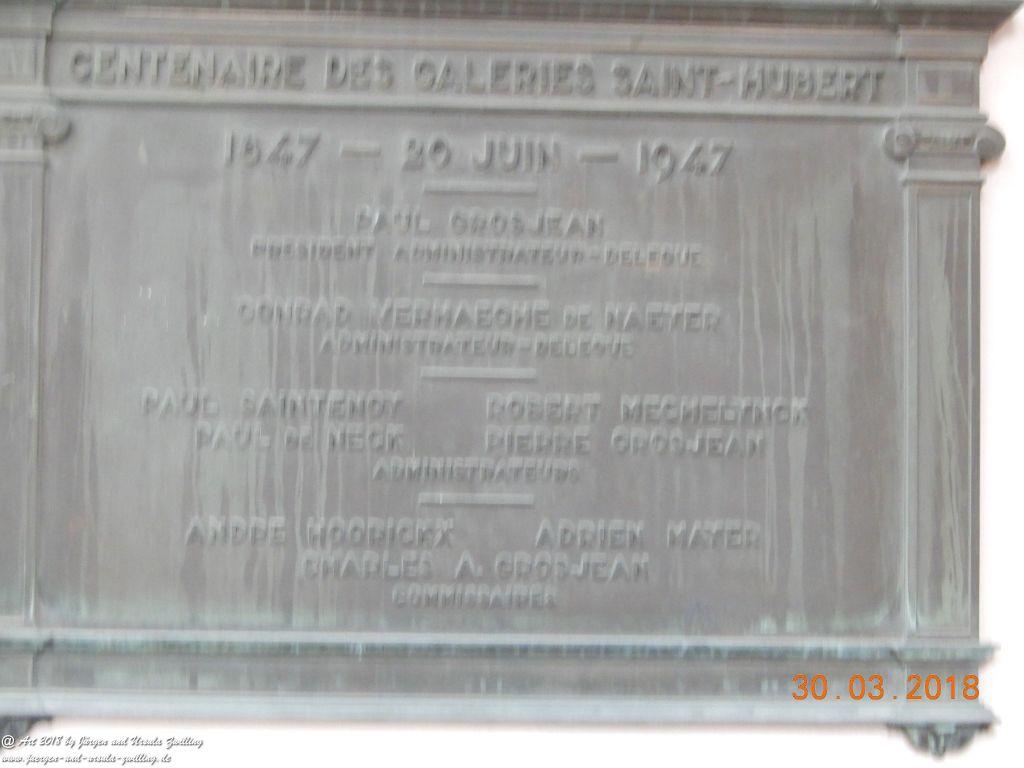 CENTENAIRE DES GALERIES SAINT-HUBERT
1847 — 20 JUIN — 1947
PAUL GROSJEAN
PRESIDENT ADMINISTRATEUR-DELEGUE
CONRAD VERHAEGHE DE NAEYER
ADMINISTRATEUR-DELEGUE
PAUL SAINTENOY ROBERT MECHELYNCK
PAUL DE NECK PIERRE GROSJEAN
ADMINISTRATEURS
ANDRE HOORICKX ADRIEN MAYER
CHARLES A. GROSJEAN
COMMISSAIRES
30.03.2018
@ Art 2018 by Jürgen und Ursula Zwilling
www.juergen-und-ursula-zwilling.de